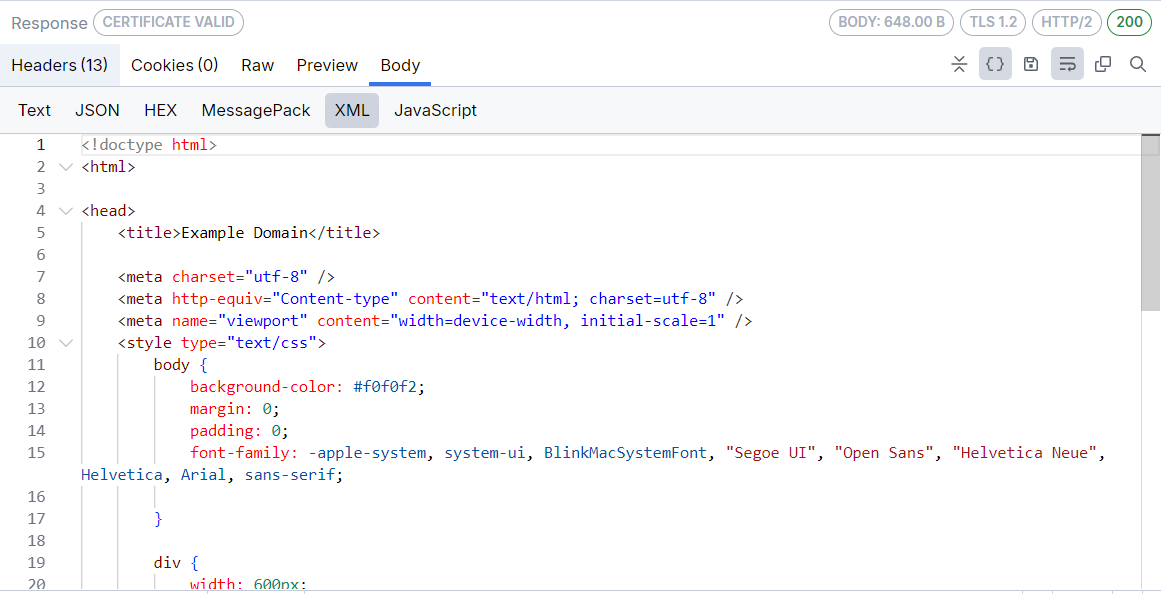 Response CERTIFICATE VALID BODY: 648.00 B TLS 1.2 HTTP/2 200
Headers (13) Cookies (0) Raw Preview Body
Text JSON HEX MessagePack XML JavaScript
1 <!doctype html>
2 <html>
3
4 <head>
5 <title>Example Domain</title>
6
7 <meta charset="utf-8" />
8 <meta http-equiv="Content-type" content="text/html; charset=utf-8" />
9 <meta name="viewport" content="width=device-width, initial-scale=1" />
10 <style type="text/css">
11 body {
12 background-color: #f0f0f2;
13 margin: 0;
14 padding: 0;
15 font-family: -apple-system, system-ui, BlinkMacSystemFont, "Segoe UI", "Open Sans", "Helvetica Neue",
Helvetica, Arial, sans-serif;
16
17 }
18
19 div {
20 width: 600px;